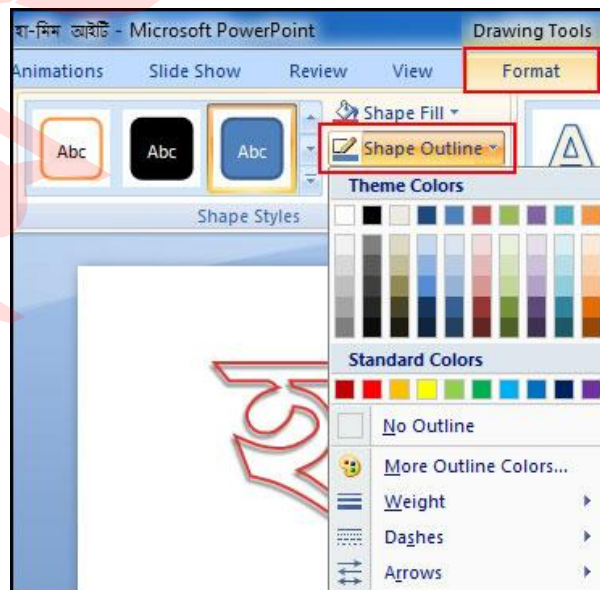 হা-মিম আইটি - Microsoft PowerPoint
Drawing Tools
Animations Slide Show Review View Format
Shape Fill
Abc Abc Abc
Shape Outline
A
Shape Styles
Theme Colors
Standard Colors
No Outline
More Outline Colors...
Weight
Dashes
Arrows